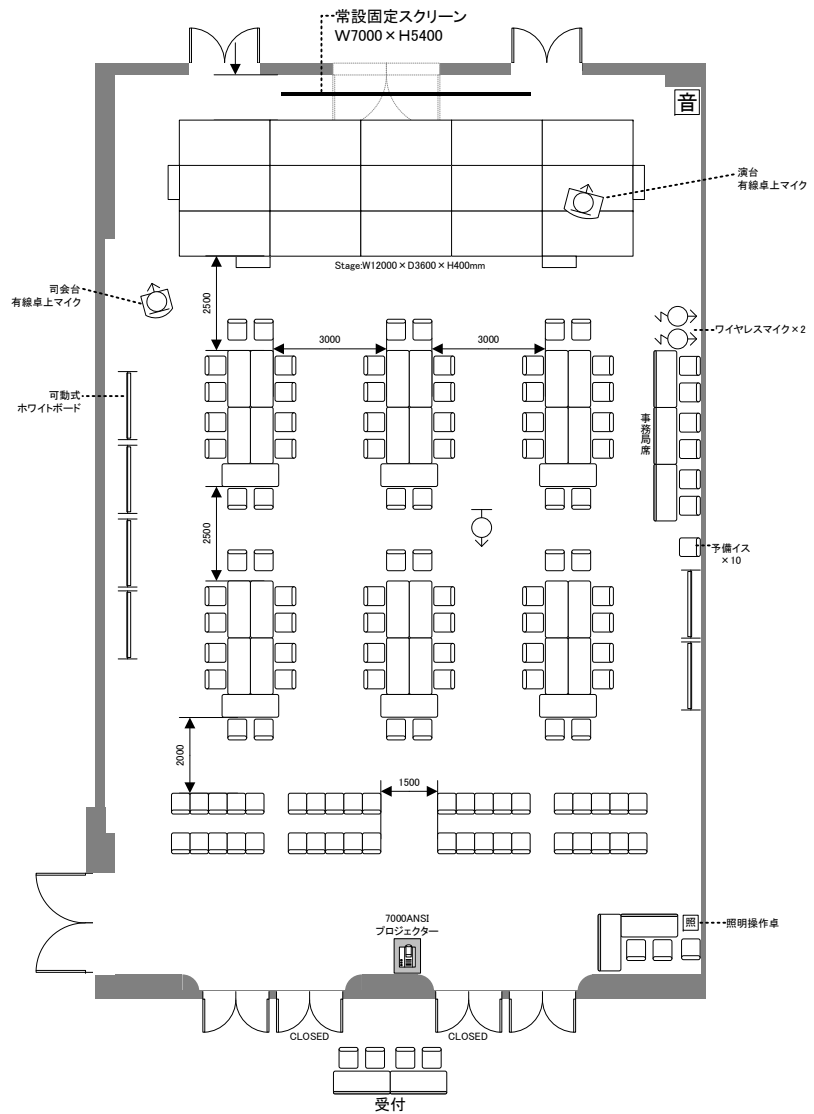 常設固定スクリーン
W7000×H5400
音
演台
有線卓上マイク
Stage:W12000×D3600×H400mm
司会台
有線卓上マイク
2500
3000
3000
ワイヤレスマイク×2
可動式
ホワイトボード
事務局席
2500
予備イス
×10
2000
1500
7000ANSI
プロジェクター
照
照明操作卓
CLOSED
CLOSED
受付